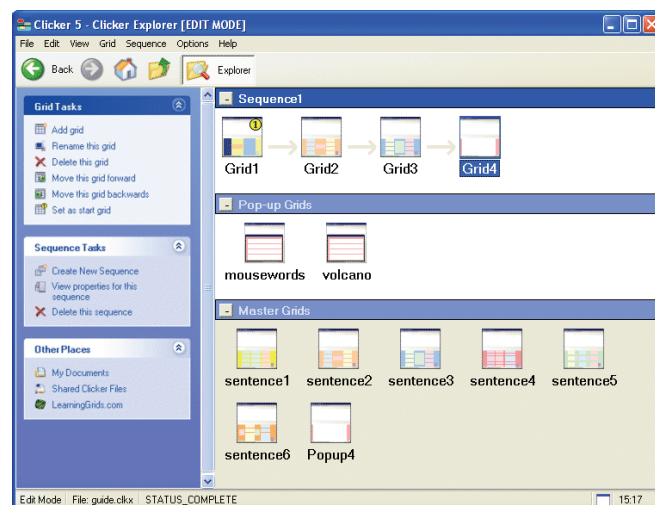 Clicker 5 - Clicker Explorer [EDIT MODE]
File Edit View Grid Sequence Options Help
Back Explorer
Grid Tasks
Add grid
Rename this grid
Delete this grid
Move this grid forward
Move this grid backwards
Set as start grid
Sequence Tasks
Create New Sequence
View properties for this
sequence
Delete this sequence
Other Places
My Documents
Shared Clicker Files
LearningGrids.com
Sequence1
1
Grid1 Grid2 Grid3 Grid4
Pop-up Grids
mousewords volcano
Master Grids
sentence1 sentence2 sentence3 sentence4 sentence5
sentence6 Popup4
Edit Mode File: guide.clkx STATUS_COMPLETE 15:17